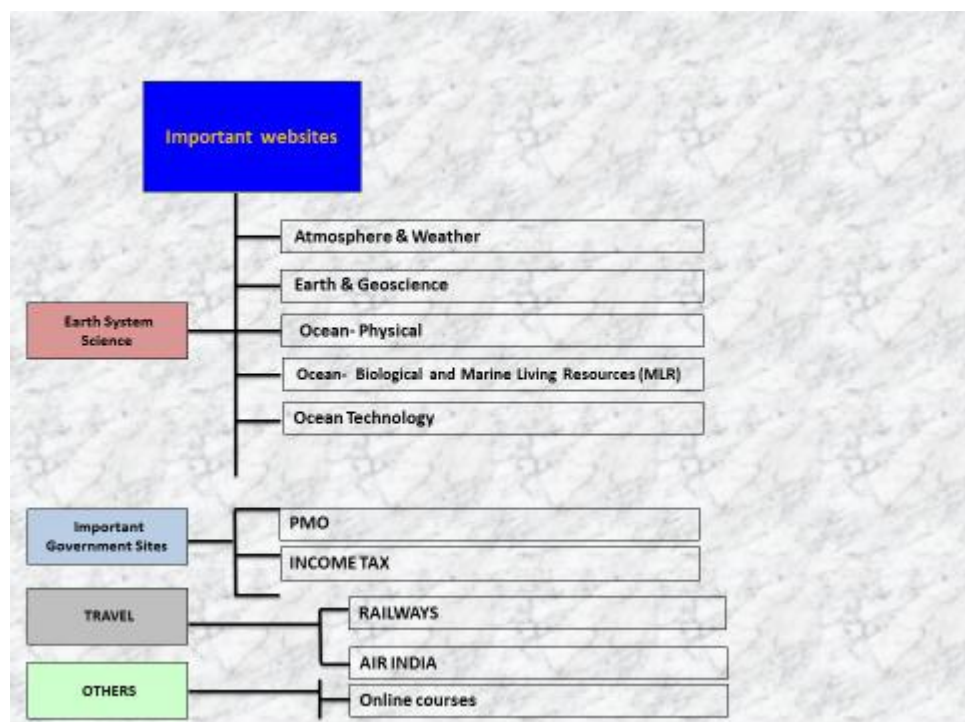 Important websites
Atmosphere & Weather
Earth & Geoscience
Earth System
Science
Ocean- Physical
Ocean- Biological and Marine Living Resources (MLR)
Ocean Technology
Important
Government Sites
PMO
INCOME TAX
TRAVEL
RAILWAYS
AIR INDIA
OTHERS
Online courses